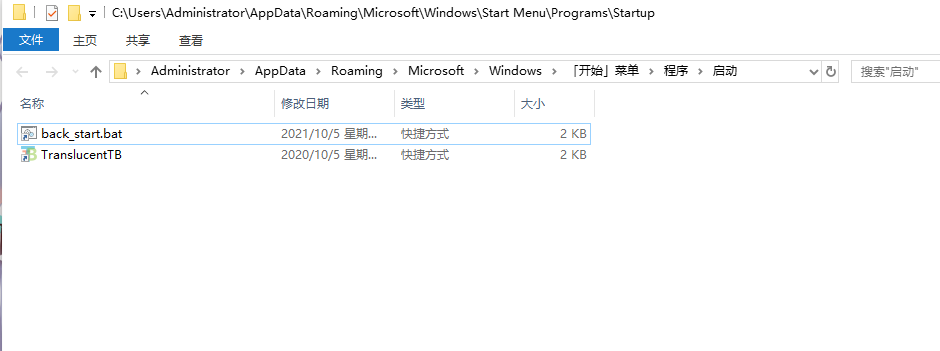 C:\Users\Administrator\AppData\Roaming\Microsoft\Windows\Start Menu\Programs\Startup
文件 主页 共享 查看
Administrator AppData Roaming Microsoft Windows 「开始」菜单 程序 启动 搜索"启动"
名称 修改日期 类型 大小
back_start.bat 2021/10/5 星期... 快捷方式 2 KB
TranslucentTB 2020/10/5 星期... 快捷方式 2 KB